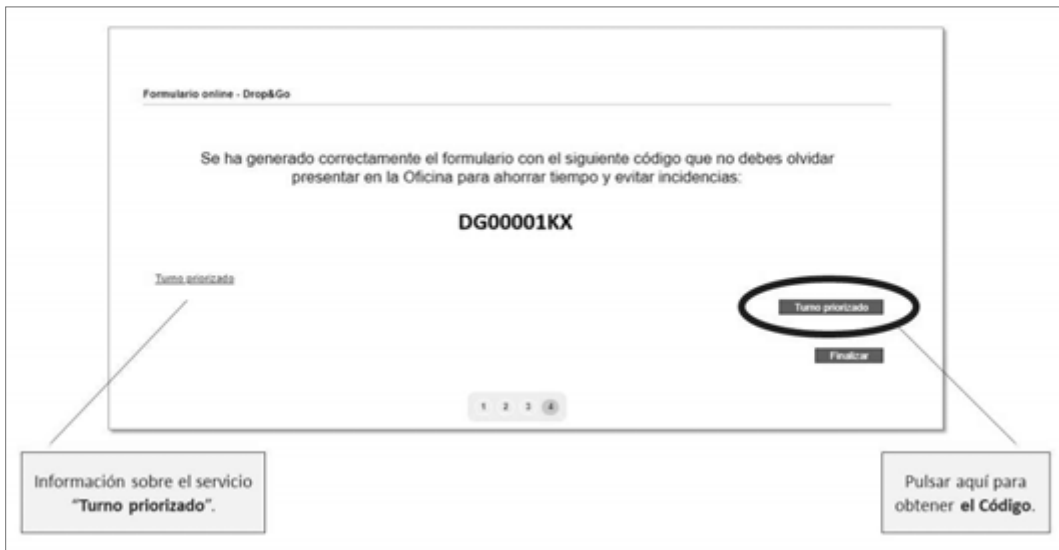 Formulario online - Drop&Go
Se ha generado correctamente el formulario con el siguiente código que no debes olvidar
presentar en la Oficina para ahorrar tiempo y evitar incidencias:
DG00001KX
Turno priorizado
Turno priorizado
Finalizar
1 2 3 4
Información sobre el servicio
“Turno priorizado”.
Pulsar aquí para
obtener el Código.